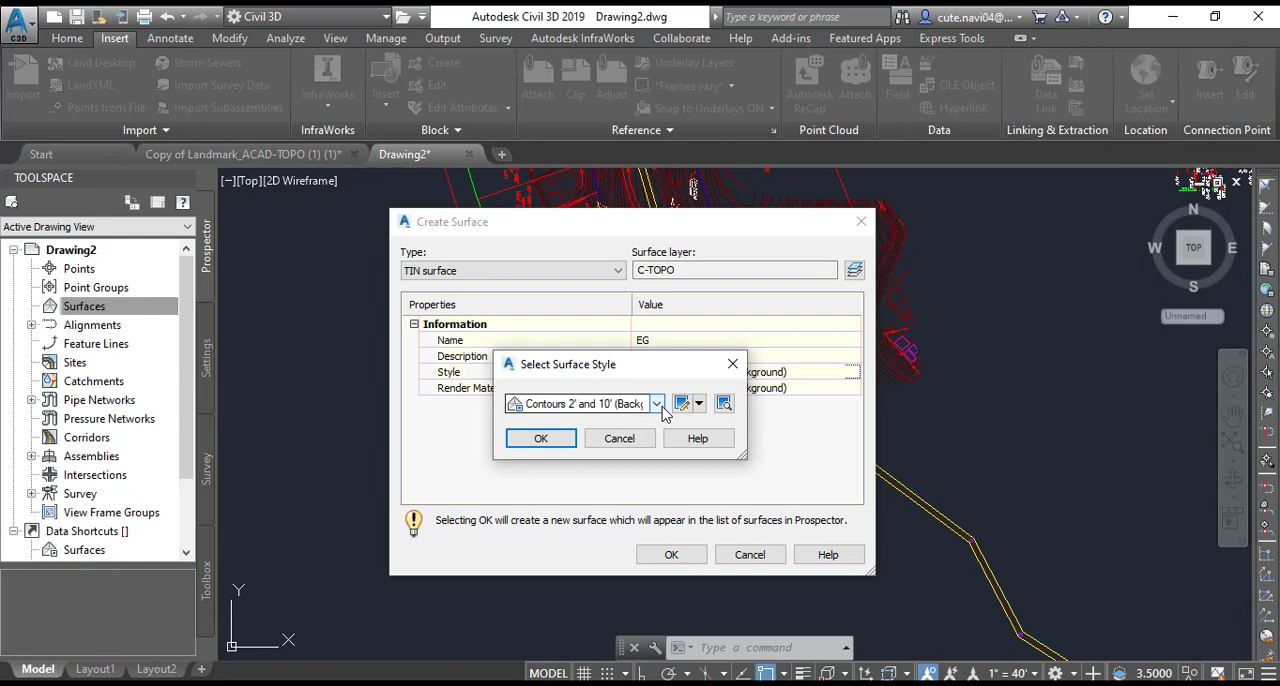 Civil 3D
Autodesk Civil 3D 2019 Drawing2.dwg
Type a keyword or phrase
cute.navi04@...
C3D
Home Insert Annotate Modify Analyze View Manage Output Survey Autodesk InfraWorks Collaborate Help Add-ins Featured Apps Express Tools
Import
Land Desktop
LandXML
Points from File
Storm Sewers
Import Survey Data
Import Subassemblies
Import
InfraWorks
InfraWorks
Insert
Create
Edit
Edit Attributes
Block
Attach
Clip
Adjust
Underlay Layers
*Frames vary*
Snap to Underlays ON
Reference
Autodesk
ReCap
Attach
Point Cloud
Field
OLE Object
Hyperlink
Data
Data
Link
Linking & Extraction
Set
Location
Location
Insert
Edit
Connection Point
Start
Copy of Landmark_ACAD-TOPO (1) (1)*
Drawing2*
TOOLSPACE
Active Drawing View
Drawing2
Points
Point Groups
Surfaces
Alignments
Feature Lines
Sites
Catchments
Pipe Networks
Pressure Networks
Corridors
Assemblies
Intersections
Survey
View Frame Groups
Data Shortcuts []
Surfaces
Prospector
Settings
Survey
Toolbox
[−][Top][2D Wireframe]
N
W
TOP
E
S
Unnamed
Create Surface
Type:
TIN surface
Surface layer:
C-TOPO
Properties
Value
Information
Name
EG
Description
Style
kground)
Render Mate
kground)
Select Surface Style
Contours 2' and 10' (Backg
OK
Cancel
Help
Selecting OK will create a new surface which will appear in the list of surfaces in Prospector.
OK
Cancel
Help
Y
X
Type a command
Model Layout1 Layout2 +
MODEL
1" = 40'
3.5000